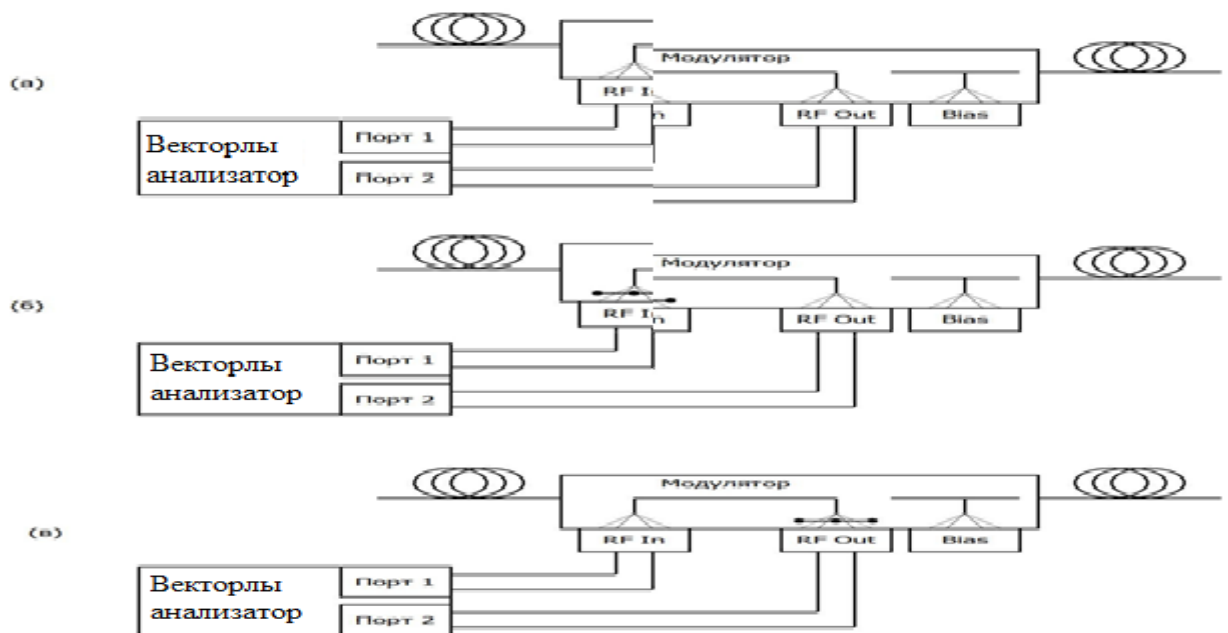 Модулятор
(а)
RF In
RF Out
Bias
Векторлы
анализатор
Порт 1
Порт 2
Модулятор
(б)
RF In
RF Out
Bias
Векторлы
анализатор
Порт 1
Порт 2
Модулятор
(в)
RF In
RF Out
Bias
Векторлы
анализатор
Порт 1
Порт 2